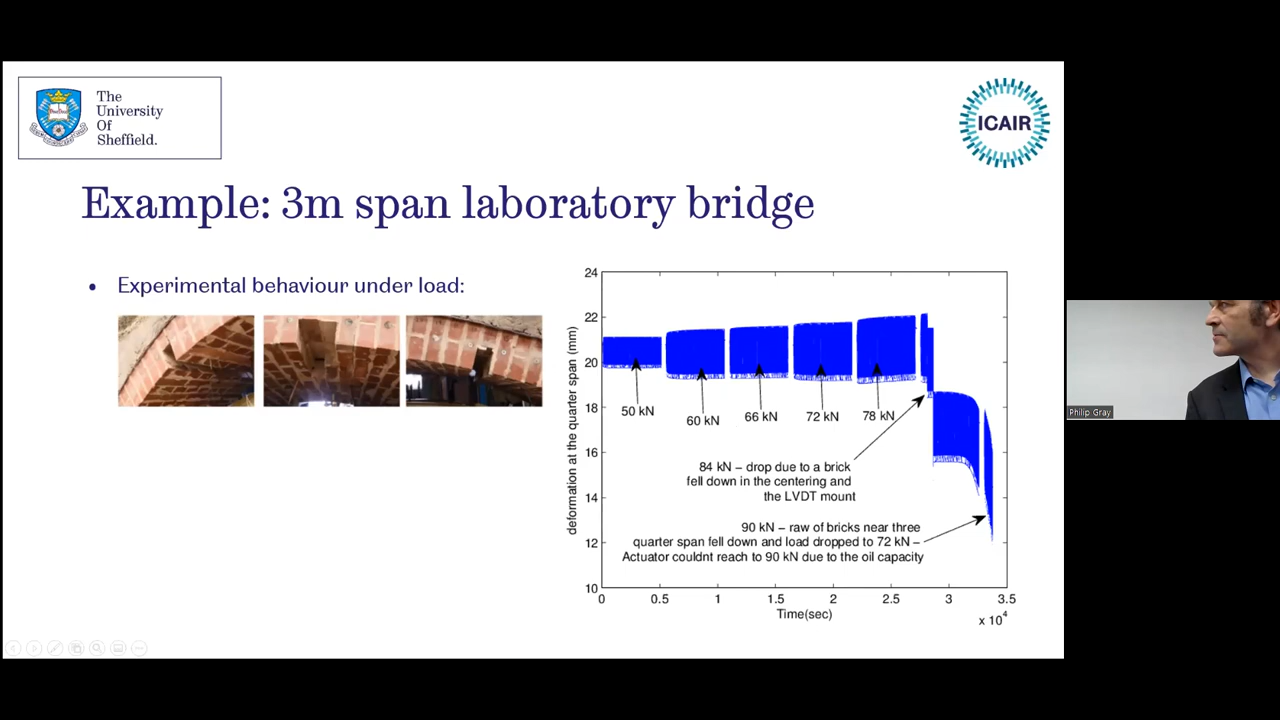 The
University
Of
Sheffield.
ICAIR
Example: 3m span laboratory bridge
• Experimental behaviour under load:
deformation at the quarter span (mm)
24
22
20
18
16
14
12
10
50 kN
60 kN
66 kN
72 kN
78 kN
84 kN – drop due to a brick
fell down in the centering and
the LVDT mount
90 kN – raw of bricks near three
quarter span fell down and load dropped to 72 kN –
Actuator couldnt reach to 90 kN due to the oil capacity
0
0.5
1
1.5
2
2.5
3
3.5
Time(sec)
x 10⁴
Philip Gray